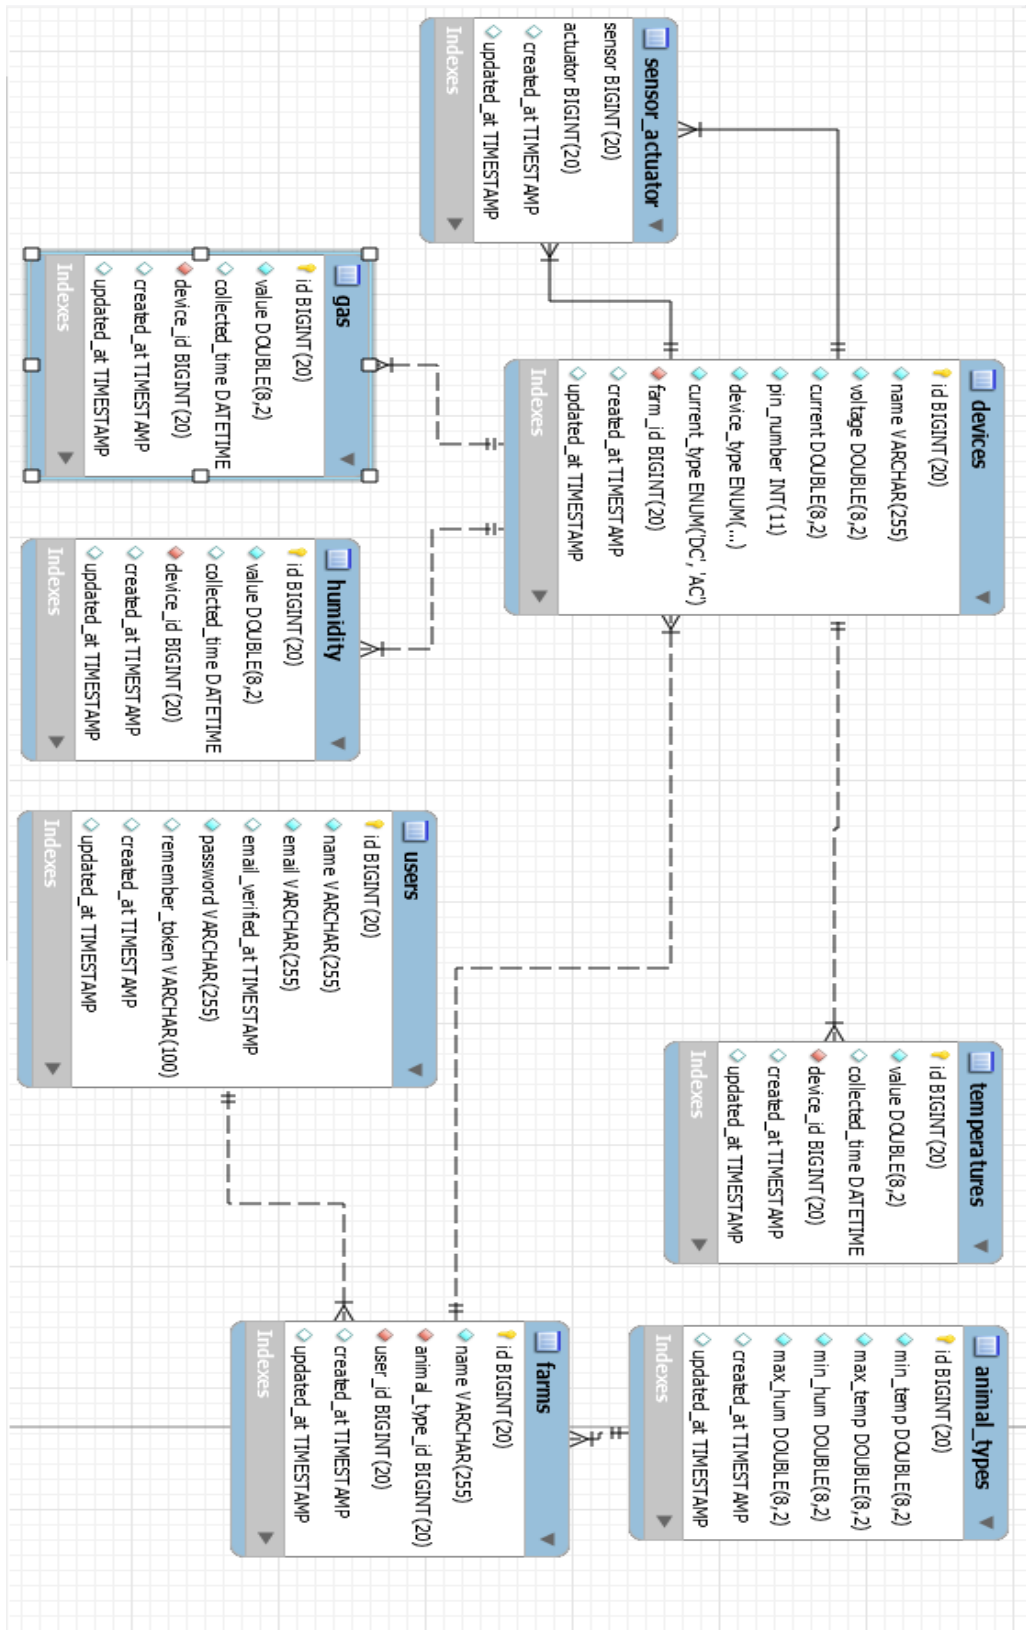 sensor_actuator
sensor BIGINT(20)
actuator BIGINT(20)
created_at TIMESTAMP
updated_at TIMESTAMP
Indexes
devices
id BIGINT(20)
name VARCHAR(255)
voltage DOUBLE(8,2)
current DOUBLE(8,2)
pin_number INT(11)
device_type ENUM(...)
current_type ENUM('DC', 'AC')
farm_id BIGINT(20)
created_at TIMESTAMP
updated_at TIMESTAMP
Indexes
gas
id BIGINT(20)
value DOUBLE(8,2)
collected_time DATETIME
device_id BIGINT(20)
created_at TIMESTAMP
updated_at TIMESTAMP
Indexes
humidity
id BIGINT(20)
value DOUBLE(8,2)
collected_time DATETIME
device_id BIGINT(20)
created_at TIMESTAMP
updated_at TIMESTAMP
Indexes
users
id BIGINT(20)
name VARCHAR(255)
email VARCHAR(255)
email_verified_at TIMESTAMP
password VARCHAR(255)
remember_token VARCHAR(100)
created_at TIMESTAMP
updated_at TIMESTAMP
Indexes
temperatures
id BIGINT(20)
value DOUBLE(8,2)
collected_time DATETIME
device_id BIGINT(20)
created_at TIMESTAMP
updated_at TIMESTAMP
Indexes
farms
id BIGINT(20)
name VARCHAR(255)
animal_type_id BIGINT(20)
user_id BIGINT(20)
created_at TIMESTAMP
updated_at TIMESTAMP
Indexes
animal_types
id BIGINT(20)
min_temp DOUBLE(8,2)
max_temp DOUBLE(8,2)
min_hum DOUBLE(8,2)
max_hum DOUBLE(8,2)
created_at TIMESTAMP
updated_at TIMESTAMP
Indexes